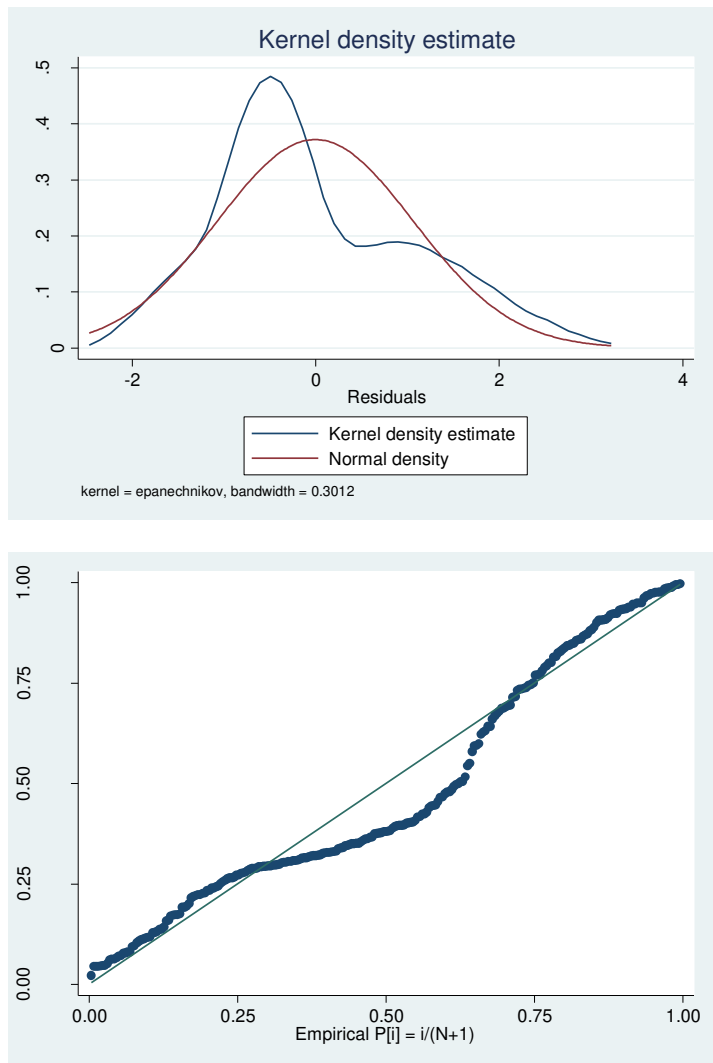 Kernel density estimate
.5
.4
.3
.2
.1
0
-2 0 2 4
Residuals
Kernel density estimate
Normal density
kernel = epanechnikov, bandwidth = 0.3012
1.00
0.75
0.50
0.25
0.00
0.00 0.25 0.50 0.75 1.00
Empirical P[i] = i/(N+1)